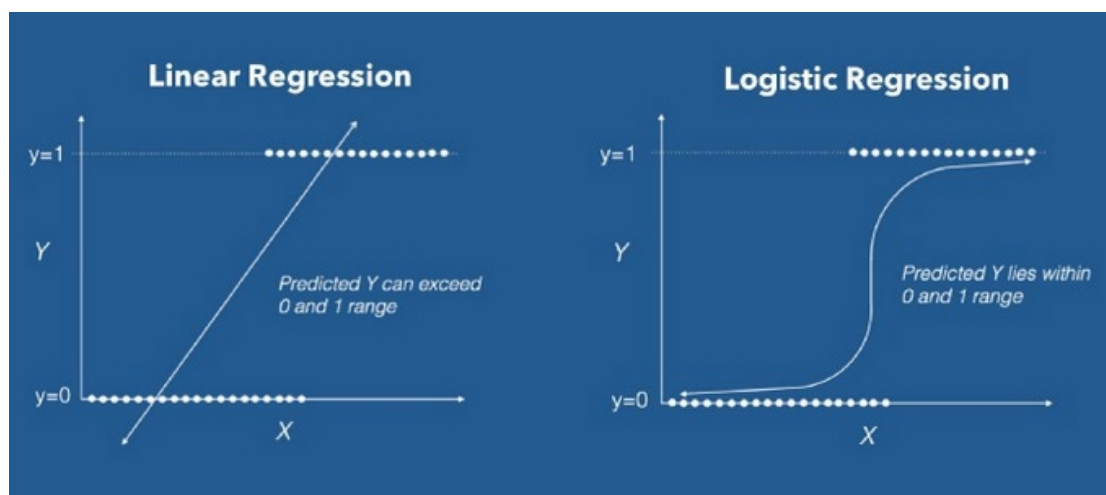 Linear Regression
y=1
Y
Predicted Y can exceed
0 and 1 range
y=0
X
Logistic Regression
y=1
Y
Predicted Y lies within
0 and 1 range
y=0
X